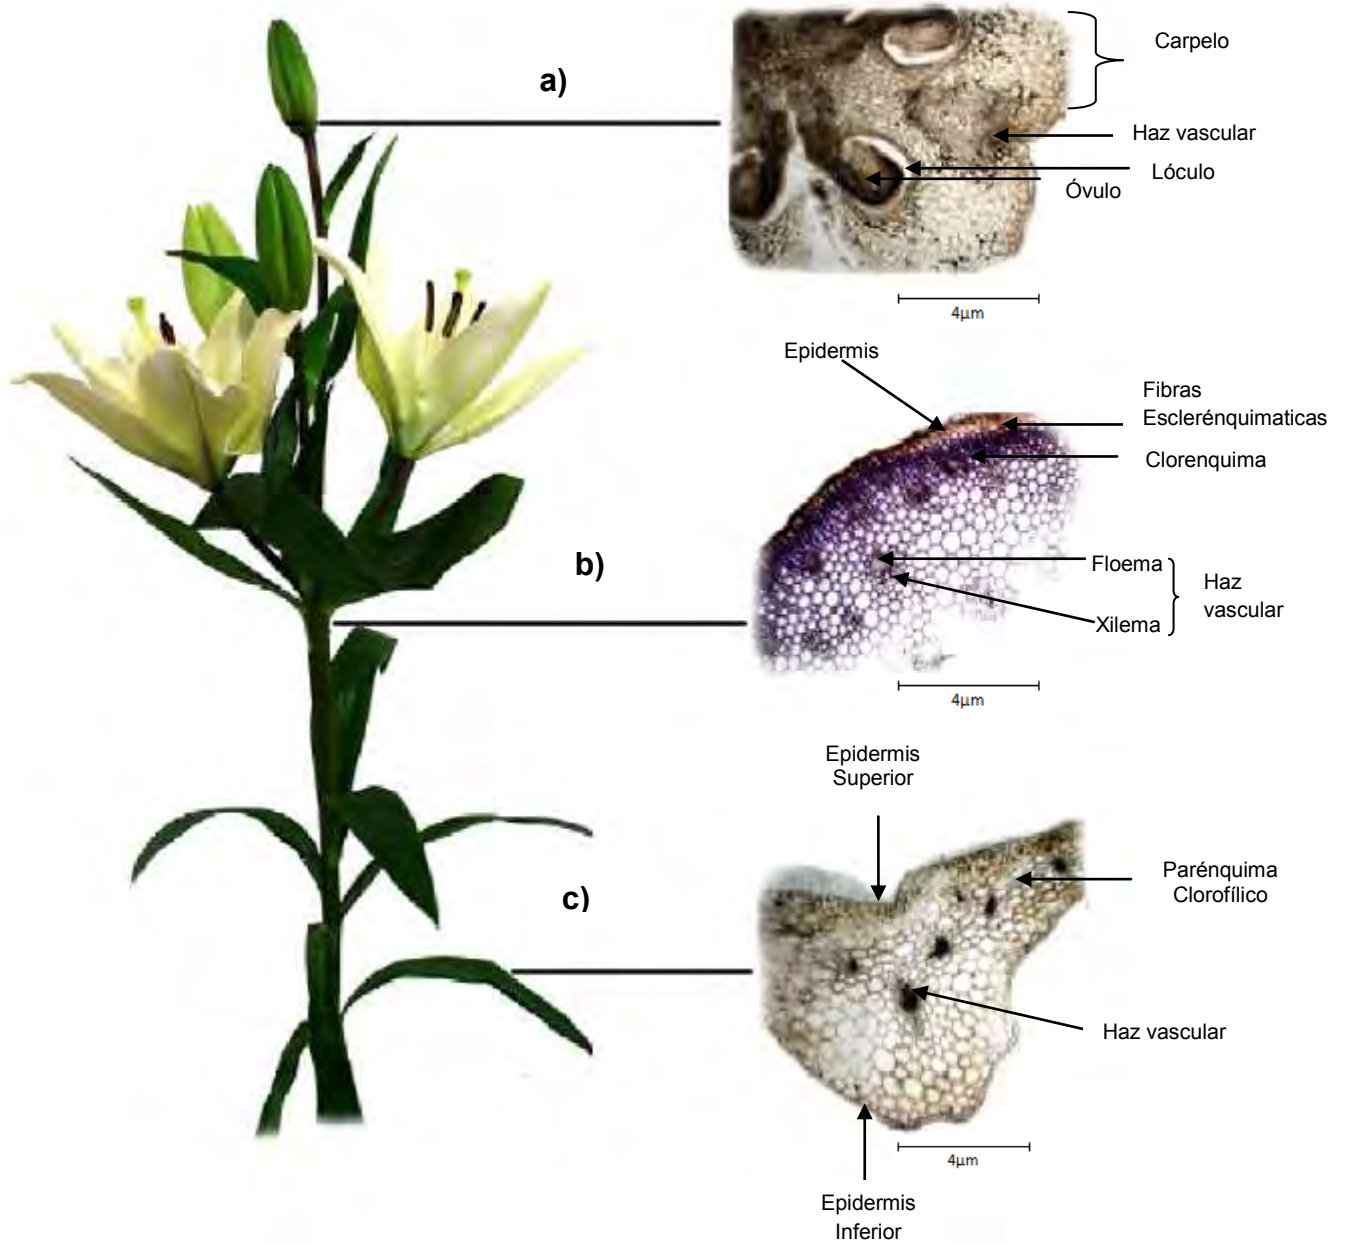 a)
Carpelo
Haz vascular
Lóculo
Óvulo
4µm
Epidermis
Fibras
Esclerénquimaticas
Clorenquima
b)
Floema
Haz
vascular
Xilema
4µm
Epidermis
Superior
Parénquima
Clorofílico
c)
Haz vascular
4µm
Epidermis
Inferior